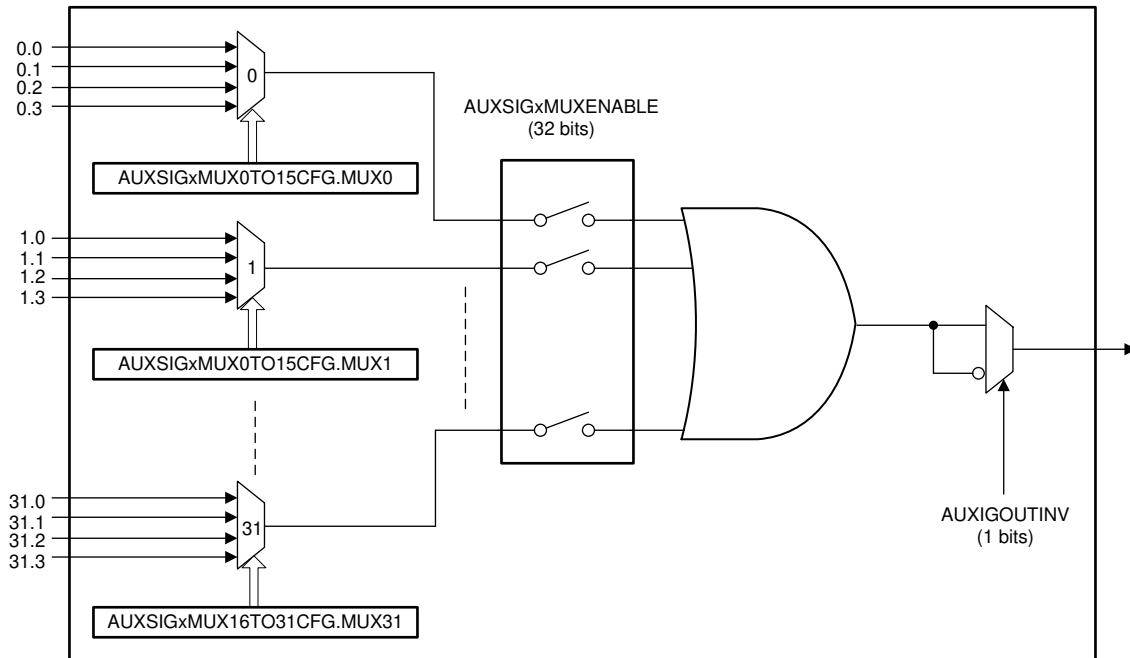 0.0
0.1
0.2
0.3
0
AUXSIGxMUX0TO15CFG.MUX0
AUXSIGxMUXENABLE
(32 bits)
1.0
1.1
1.2
1.3
1
AUXSIGxMUX0TO15CFG.MUX1
31.0
31.1
31.2
31.3
31
AUXSIGxMUX16TO31CFG.MUX31
AUXIGOUTINV
(1 bits)